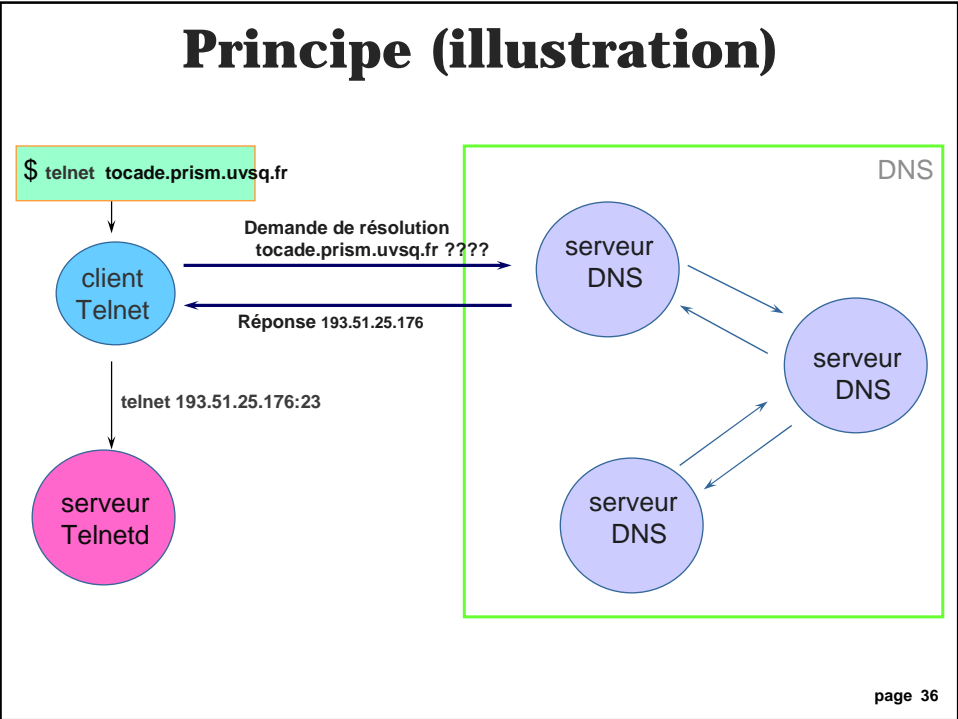 Principe (illustration)
$ telnet tocade.prism.uvsq.fr
DNS
Demande de résolution
tocade.prism.uvsq.fr ????
serveur
DNS
client
Telnet
Réponse 193.51.25.176
serveur
DNS
telnet 193.51.25.176:23
serveur
Telnetd
serveur
DNS
page 36